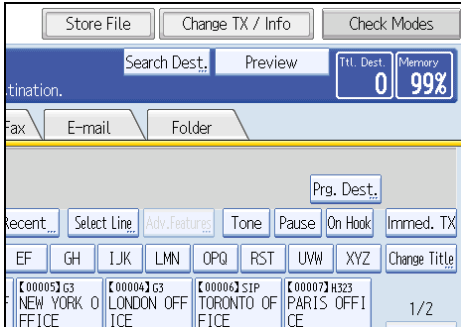 Store File Change TX / Info Check Modes
Search Dest. Preview Ttl. Dest. Memory
tination. 0 99%
Fax E-mail Folder
Prg. Dest.
Recent Select Line Adv.Features Tone Pause On Hook Immed. TX
EF GH IJK LMN OPQ RST UVW XYZ Change Title
【00005】G3 【00004】G3 【00006】SIP 【00007】H323
NEW YORK O LONDON OFF TORONTO OF PARIS OFFI 1/2
FFICE ICE FICE CE